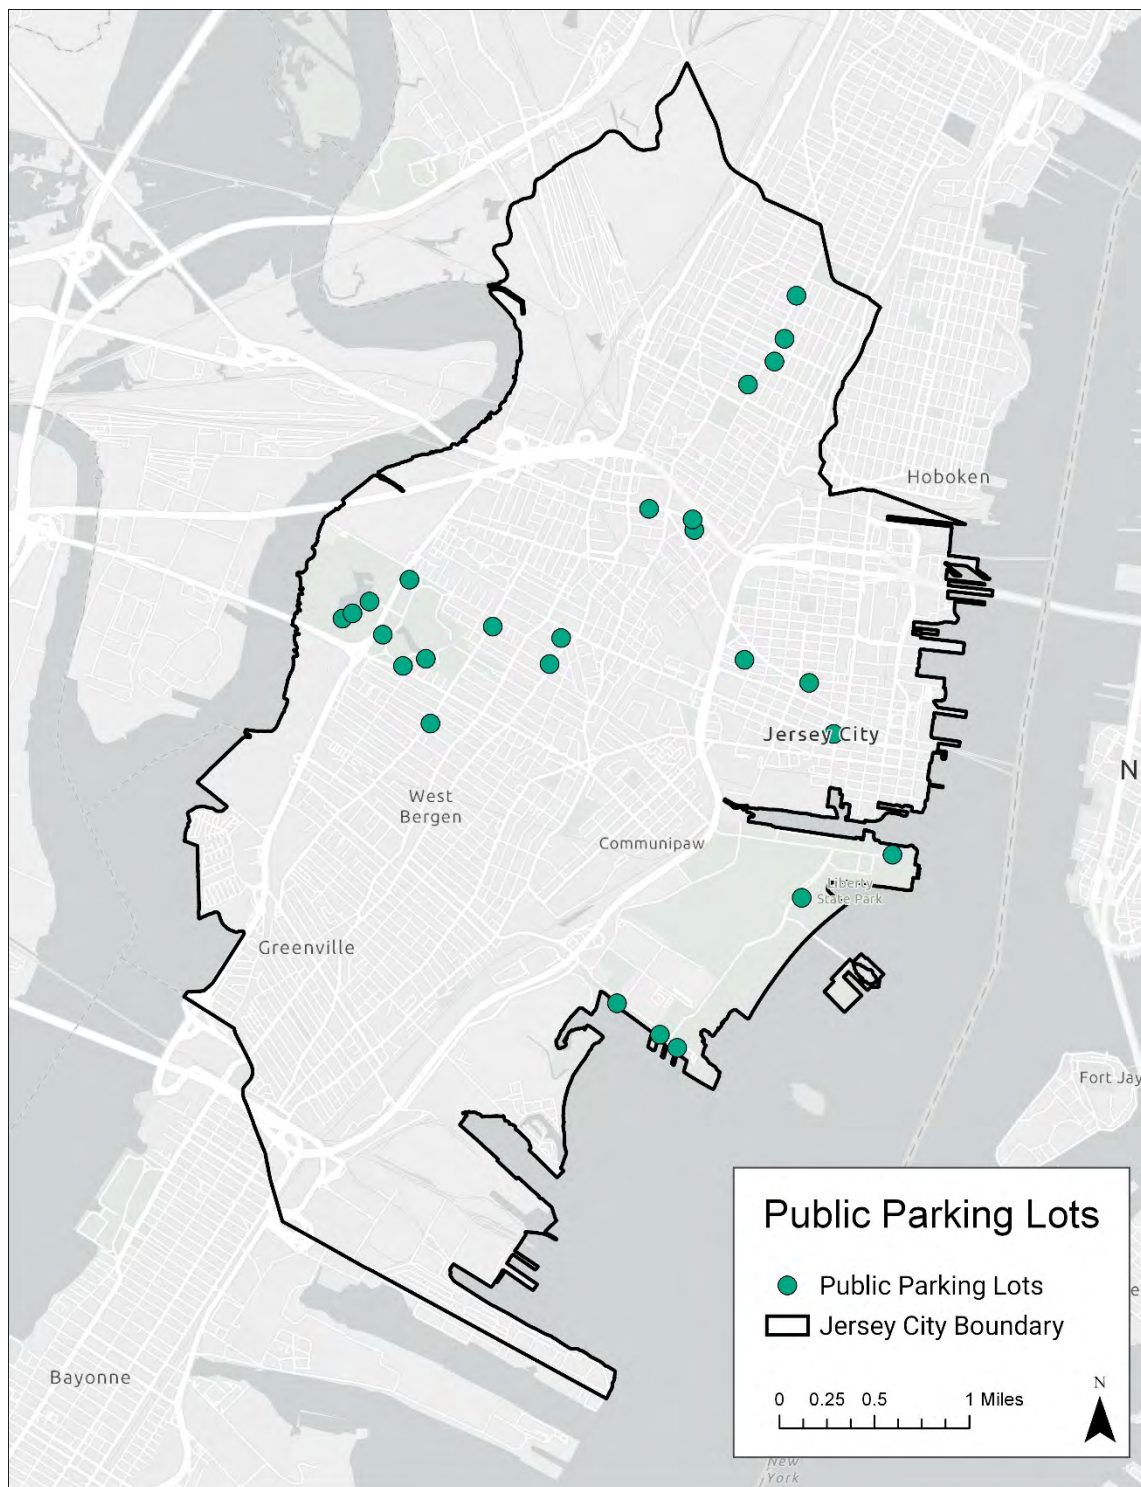 Hoboken
Jersey City
N
West
Bergen
Communipaw
Liberty
State Park
Greenville
Fort Jay
Public Parking Lots
Public Parking Lots
Jersey City Boundary
0 0.25 0.5 1 Miles
N
Bayonne
New
York